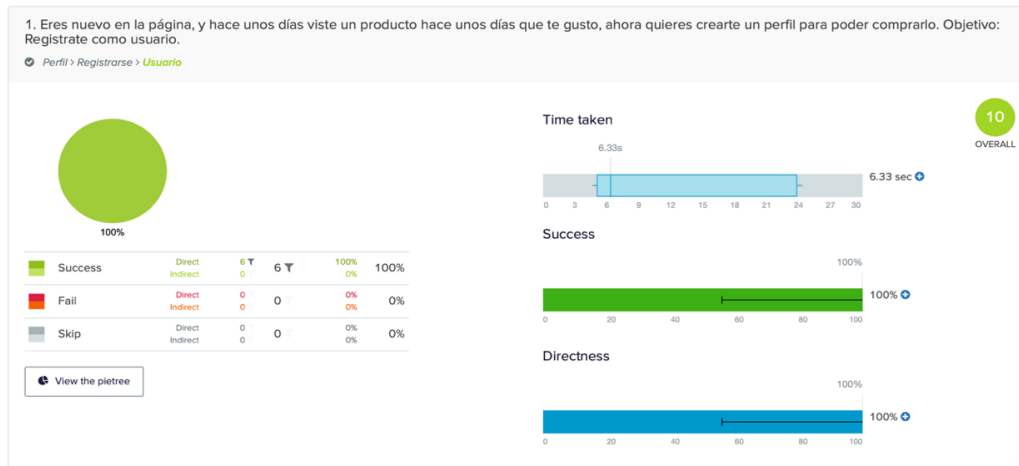 1. Eres nuevo en la página, y hace unos días viste un producto hace unos días que te gusto, ahora quieres crearte un perfil para poder comprarlo. Objetivo:
Registrate como usuario.
Perfil > Registrarse > Usuario
100%
Success Direct 6 6 100% 100%
Indirect 0 0%
Fail Direct 0 0 0% 0%
Indirect 0 0%
Skip Direct 0 0 0% 0%
Indirect 0 0%
View the pietree
Time taken
6.33s
6.33 sec
0 3 6 9 12 15 18 21 24 27 30
10
OVERALL
Success
100%
100%
0 20 40 60 80 100
Directness
100%
100%
0 20 40 60 80 100